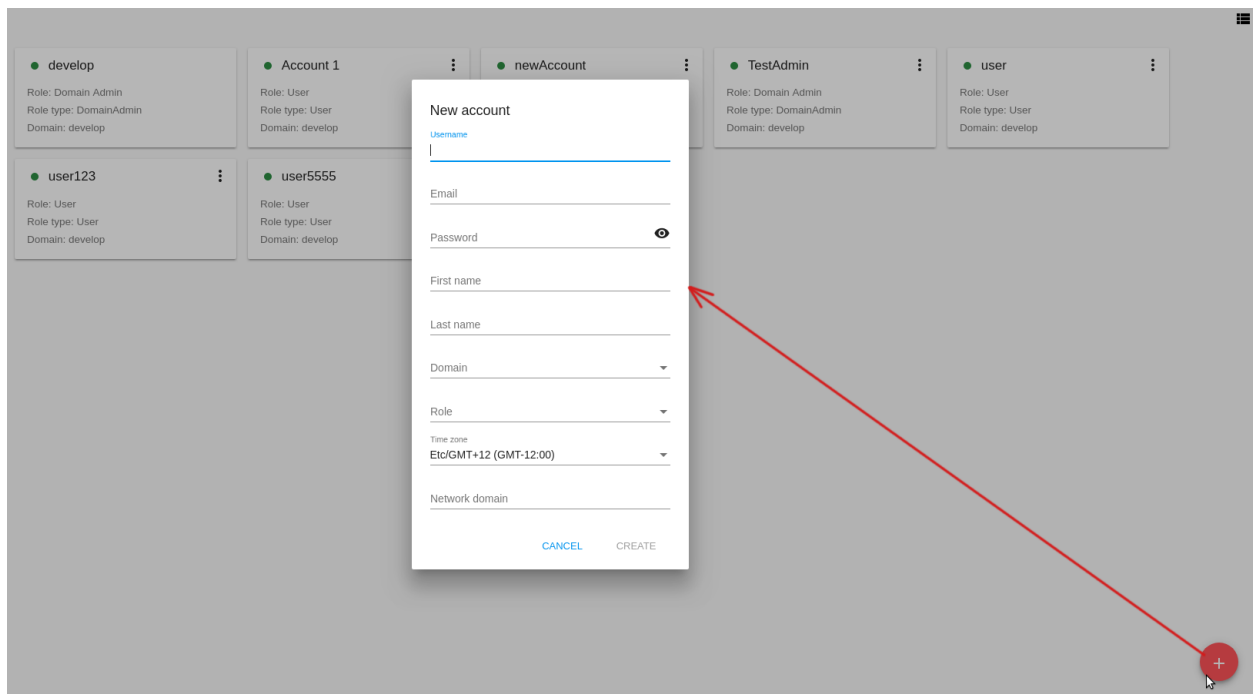 develop
Role: Domain Admin
Role type: DomainAdmin
Domain: develop
Account 1
Role: User
Role type: User
Domain: develop
newAccount
TestAdmin
Role: Domain Admin
Role type: DomainAdmin
Domain: develop
user
Role: User
Role type: User
Domain: develop
user123
Role: User
Role type: User
Domain: develop
user5555
Role: User
Role type: User
Domain: develop
New account
Username
Email
Password
First name
Last name
Domain
Role
Time zone
Etc/GMT+12 (GMT-12:00)
Network domain
CANCEL CREATE